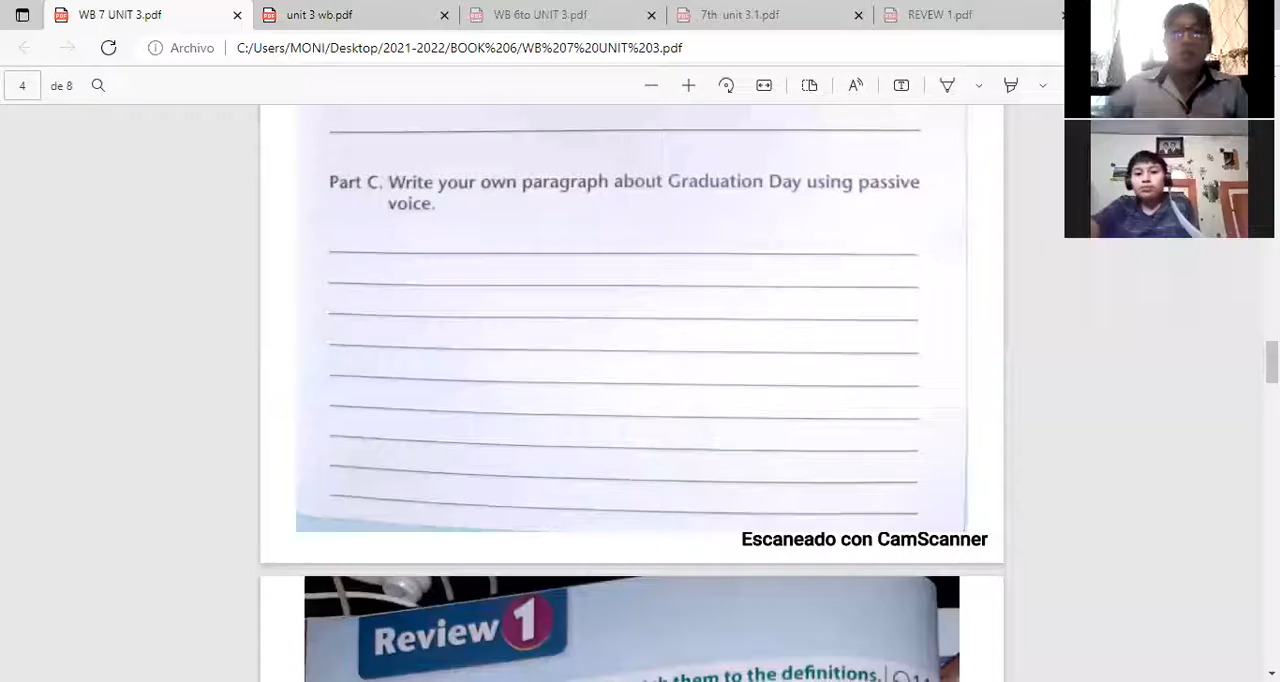 WB 7 UNIT 3.pdf
unit 3 wb.pdf
WB 6to UNIT 3.pdf
7th unit 3.1.pdf
REVEW 1.pdf
Archivo
C:/Users/MONI/Desktop/2021-2022/BOOK%206/WB%207%20UNIT%203.pdf
4 de 8
Part C. Write your own paragraph about Graduation Day using passive
voice.
Escaneado con CamScanner
Review 1
them to the definitions.